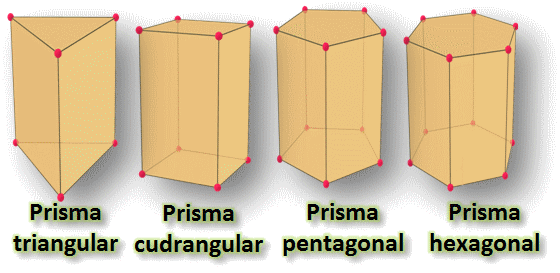 Prisma
triangular
Prisma
cudrangular
Prisma
pentagonal
Prisma
hexagonal